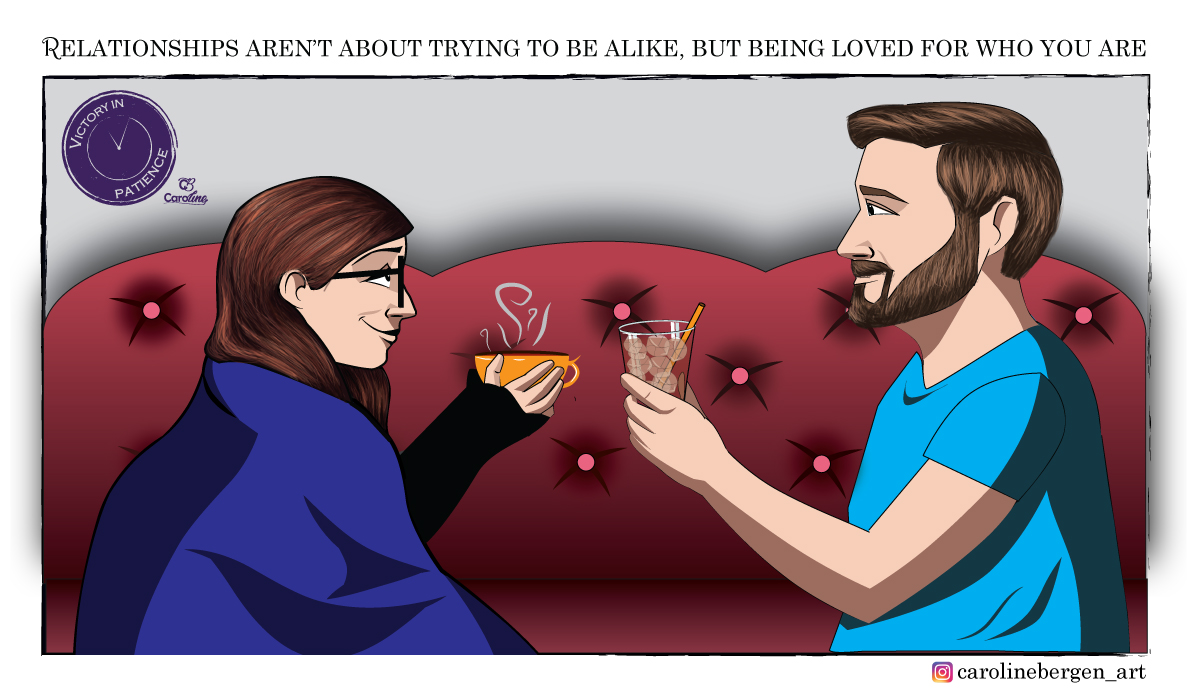 Relationships aren't about trying to be alike, but being loved for who you are
Victory in
Patience
CB
Caroline
carolinebergen_art